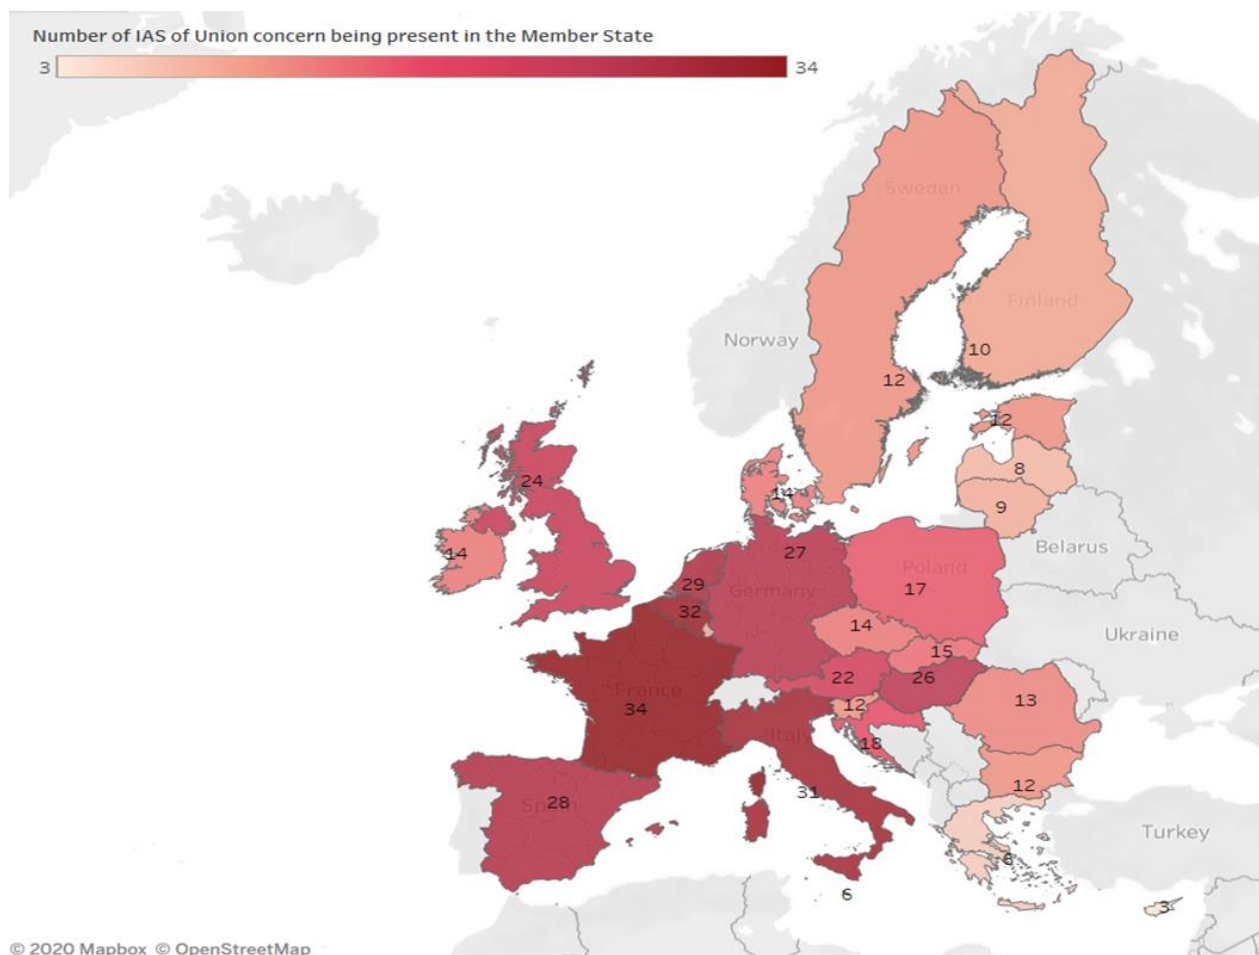 Number of IAS of Union concern being present in the Member State
3 34
Sweden
Finland
Norway
10
12
12
8
24
9
14
14
Belarus
27
Poland
29
17
Germany
32
14
Ukraine
15
22
26
France
34
12
13
Italy
18
12
31
28
Spain
Turkey
6
6
3
© 2020 Mapbox © OpenStreetMap